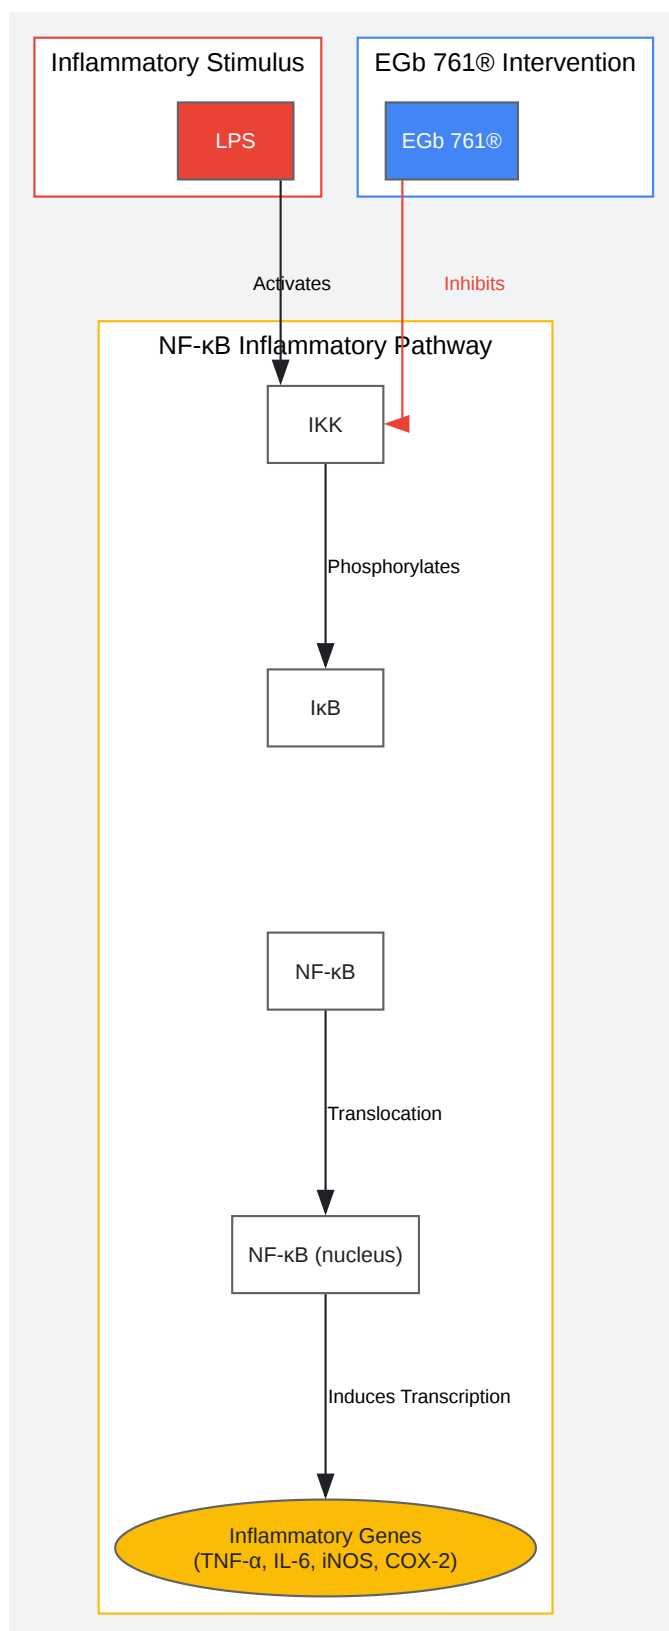 Inflammatory Stimulus
EGb 761® Intervention
LPS
EGb 761®
Activates
Inhibits
NF-κB Inflammatory Pathway
IKK
Phosphorylates
IκB
NF-κB
Translocation
NF-κB (nucleus)
Induces Transcription
Inflammatory Genes
(TNF-α, IL-6, iNOS, COX-2)